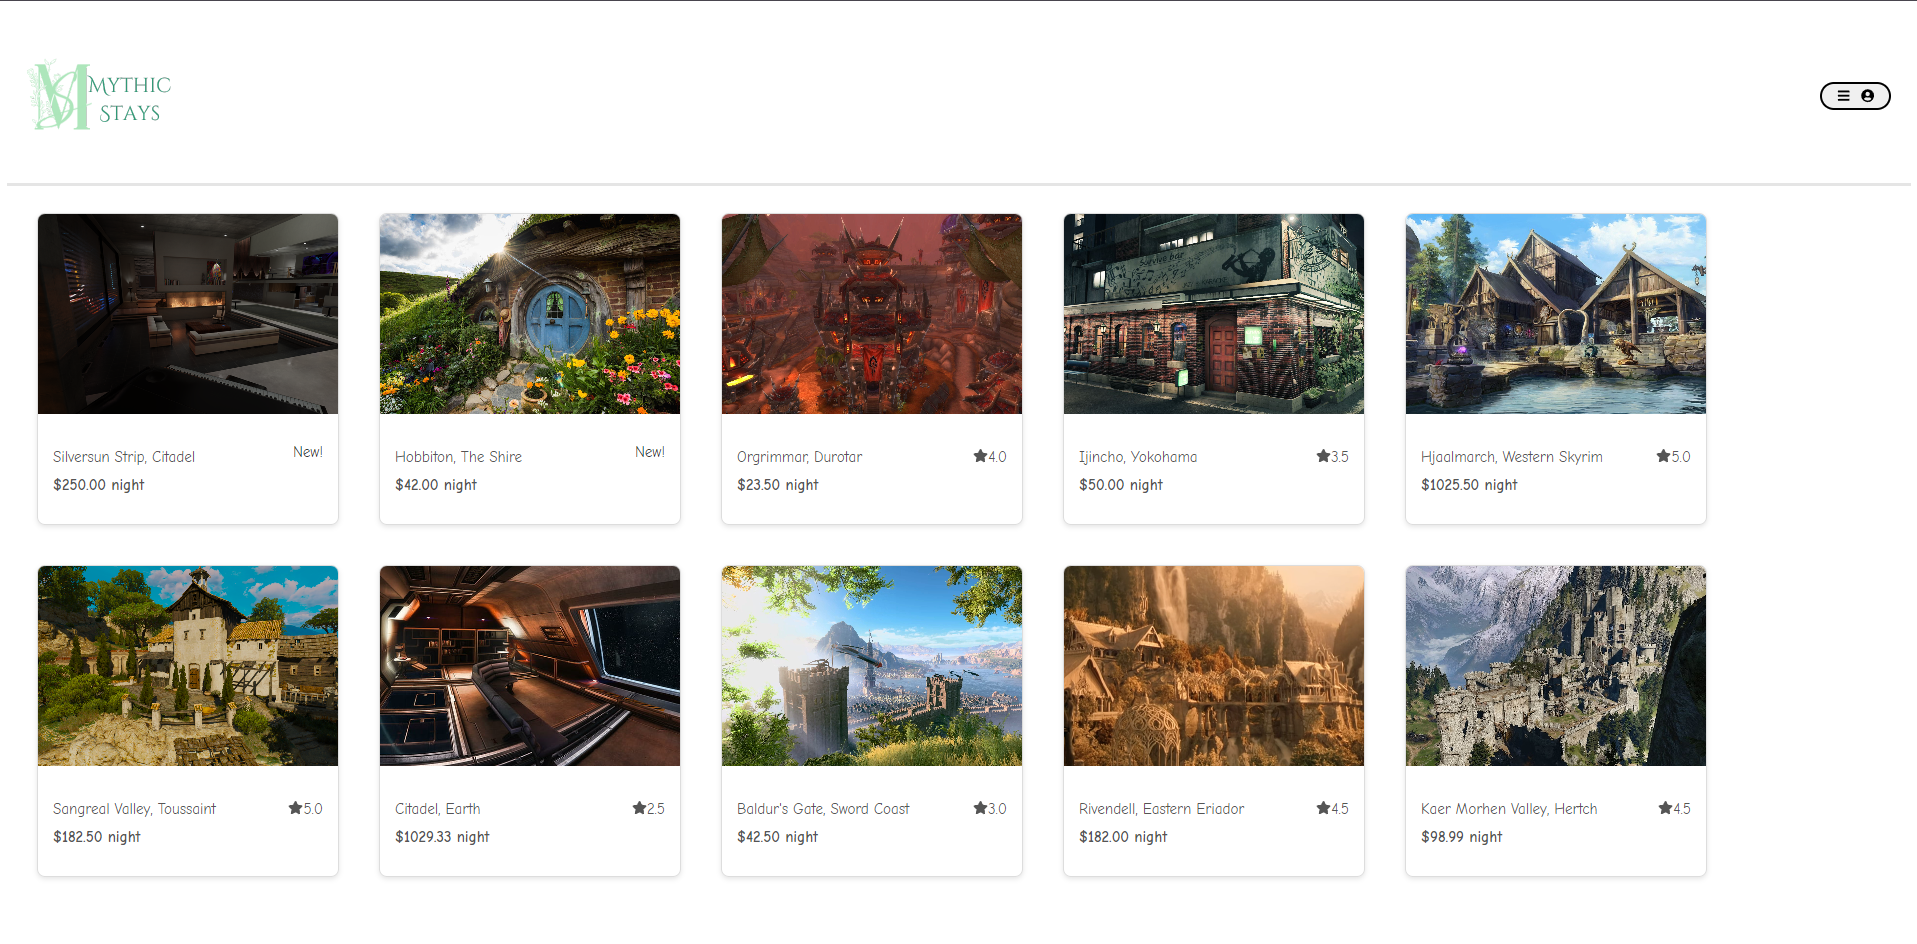 MYTHIC
STAYS
Silversun Strip, Citadel
New!
$250.00 night
Hobbiton, The Shire
New!
$42.00 night
Orgrimmar, Durotar
4.0
$23.50 night
Ijincho, Yokohama
3.5
$50.00 night
Hjaalmarch, Western Skyrim
5.0
$1025.50 night
Sangreal Valley, Toussaint
5.0
$182.50 night
Citadel, Earth
2.5
$1029.33 night
Baldur's Gate, Sword Coast
3.0
$42.50 night
Rivendell, Eastern Eriador
4.5
$182.00 night
Kaer Morhen Valley, Hertch
4.5
$98.99 night